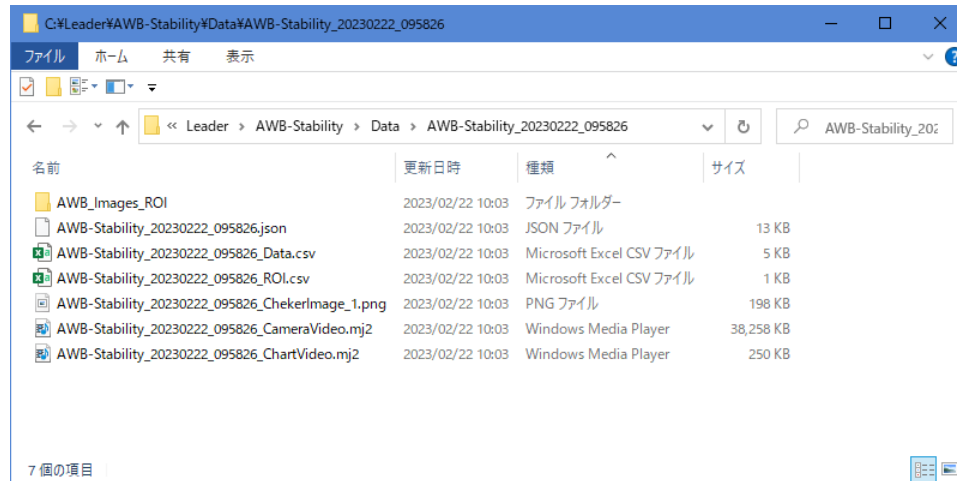 C:¥Leader¥AWB-Stability¥Data¥AWB-Stability_20230222_095826
ファイル ホーム 共有 表示
« Leader > AWB-Stability > Data > AWB-Stability_20230222_095826 AWB-Stability_202
名前 更新日時 種類 サイズ
AWB_Images_ROI 2023/02/22 10:03 ファイル フォルダー
AWB-Stability_20230222_095826.json 2023/02/22 10:03 JSON ファイル 13 KB
AWB-Stability_20230222_095826_Data.csv 2023/02/22 10:03 Microsoft Excel CSV ファイル 5 KB
AWB-Stability_20230222_095826_ROI.csv 2023/02/22 10:03 Microsoft Excel CSV ファイル 1 KB
AWB-Stability_20230222_095826_ChekerImage_1.png 2023/02/22 10:03 PNG ファイル 198 KB
AWB-Stability_20230222_095826_CameraVideo.mj2 2023/02/22 10:03 Windows Media Player 38,258 KB
AWB-Stability_20230222_095826_ChartVideo.mj2 2023/02/22 10:03 Windows Media Player 250 KB
7 個の項目